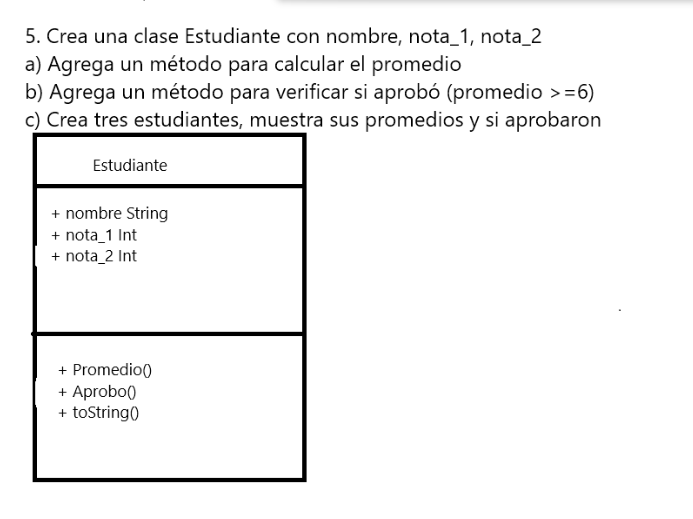 5. Crea una clase Estudiante con nombre, nota_1, nota_2
a) Agrega un método para calcular el promedio
b) Agrega un método para verificar si aprobó (promedio >=6)
c) Crea tres estudiantes, muestra sus promedios y si aprobaron
Estudiante
+ nombre String
+ nota_1 Int
+ nota_2 Int
+ Promedio()
+ Aprobo()
+ toString()